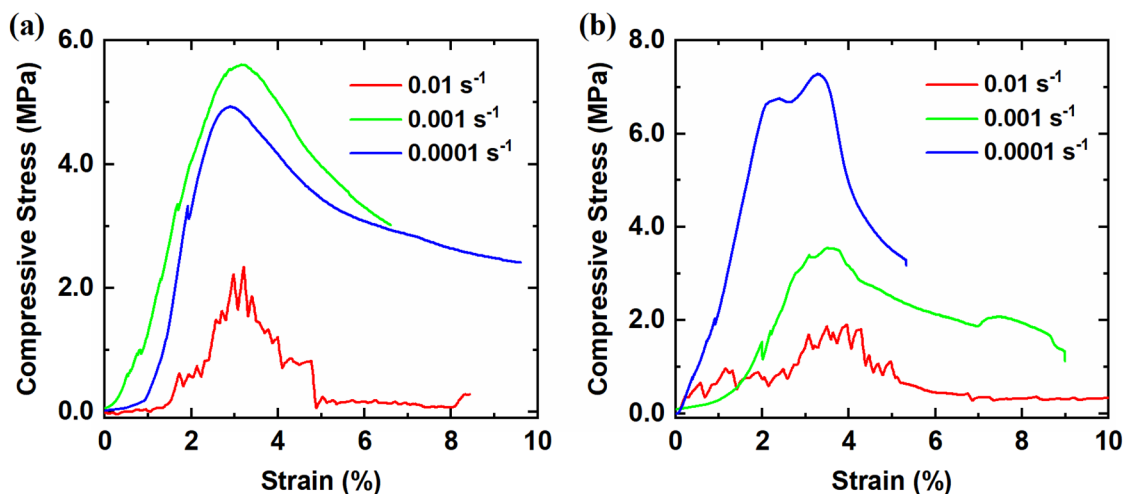 (a)
6.0
4.0
2.0
0.0
Compressive Stress (MPa)
0.01 s⁻¹
0.001 s⁻¹
0.0001 s⁻¹
0 2 4 6 8 10
Strain (%)
(b)
8.0
6.0
4.0
2.0
0.0
Compressive Stress (MPa)
0.01 s⁻¹
0.001 s⁻¹
0.0001 s⁻¹
0 2 4 6 8 10
Strain (%)